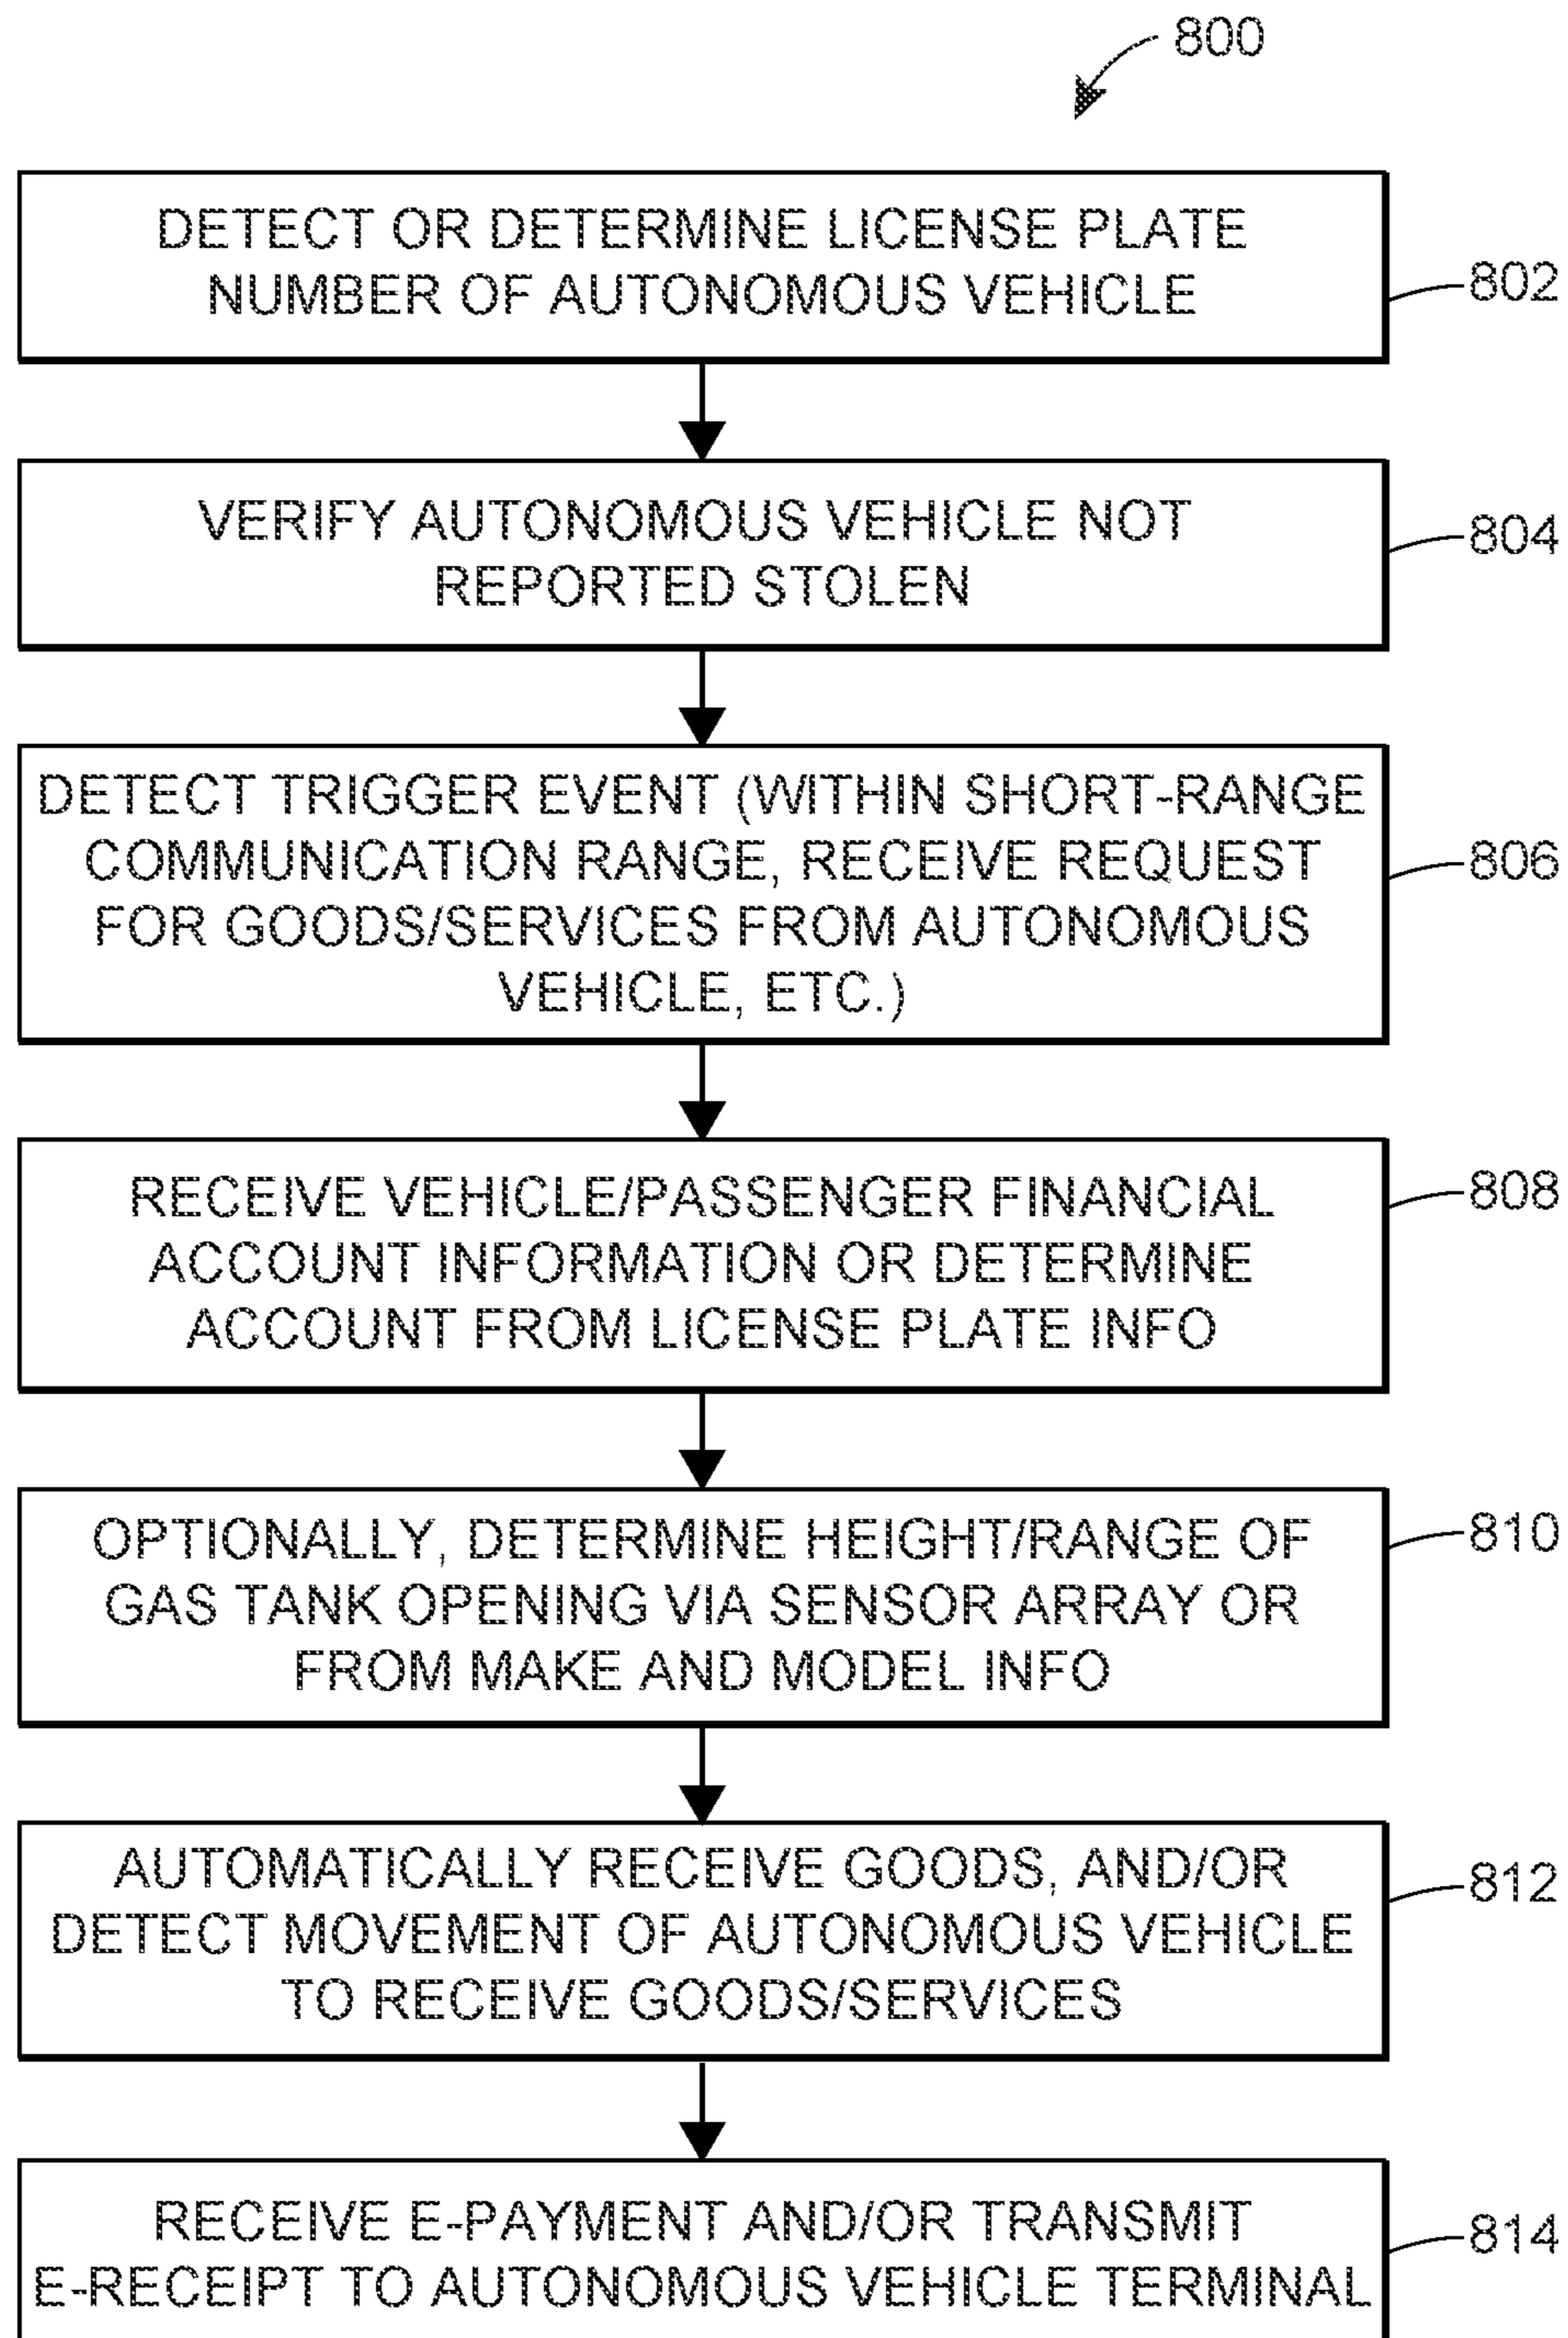 800
DETECT OR DETERMINE LICENSE PLATE
NUMBER OF AUTONOMOUS VEHICLE
802
VERIFY AUTONOMOUS VEHICLE NOT
REPORTED STOLEN
804
DETECT TRIGGER EVENT (WITHIN SHORT-RANGE
COMMUNICATION RANGE, RECEIVE REQUEST
FOR GOODS/SERVICES FROM AUTONOMOUS
VEHICLE, ETC.)
806
RECEIVE VEHICLE/PASSENGER FINANCIAL
ACCOUNT INFORMATION OR DETERMINE
ACCOUNT FROM LICENSE PLATE INFO
808
OPTIONALLY, DETERMINE HEIGHT/RANGE OF
GAS TANK OPENING VIA SENSOR ARRAY OR
FROM MAKE AND MODEL INFO
810
AUTOMATICALLY RECEIVE GOODS, AND/OR
DETECT MOVEMENT OF AUTONOMOUS VEHICLE
TO RECEIVE GOODS/SERVICES
812
RECEIVE E-PAYMENT AND/OR TRANSMIT
E-RECEIPT TO AUTONOMOUS VEHICLE TERMINAL
814